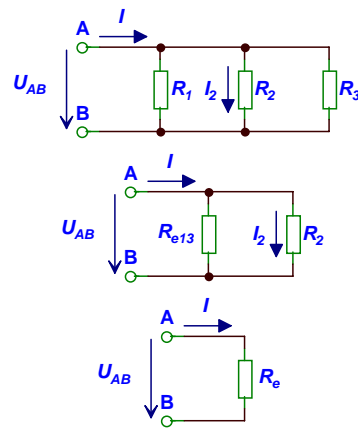 A I
U_AB R_1 I_2 R_2 R_3
B
A I
U_AB R_e13 I_2 R_2
B
A I
U_AB R_e
B